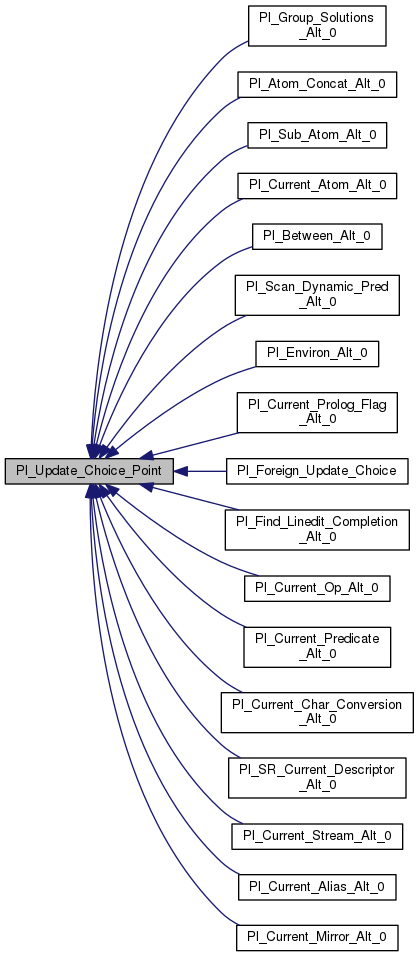 Pl_Group_Solutions
_Alt_0
Pl_Atom_Concat_Alt_0
Pl_Sub_Atom_Alt_0
Pl_Current_Atom_Alt_0
Pl_Between_Alt_0
Pl_Scan_Dynamic_Pred
_Alt_0
Pl_Environ_Alt_0
Pl_Current_Prolog_Flag
_Alt_0
Pl_Update_Choice_Point
Pl_Foreign_Update_Choice
Pl_Find_Linedit_Completion
_Alt_0
Pl_Current_Op_Alt_0
Pl_Current_Predicate
_Alt_0
Pl_Current_Char_Conversion
_Alt_0
Pl_SR_Current_Descriptor
_Alt_0
Pl_Current_Stream_Alt_0
Pl_Current_Alias_Alt_0
Pl_Current_Mirror_Alt_0